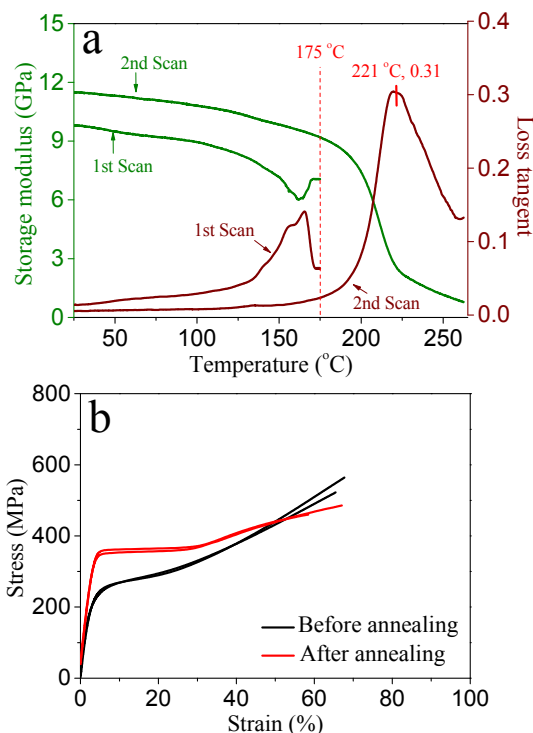 a
175 °C
221 °C, 0.31
2nd Scan
1st Scan
1st Scan
2nd Scan
Storage modulus (GPa)
15
12
9
6
3
0
Loss tangent
0.4
0.3
0.2
0.1
0.0
50 100 150 200 250
Temperature (°C)
b
Stress (MPa)
800
600
400
200
0
Before annealing
After annealing
0 20 40 60 80 100
Strain (%)